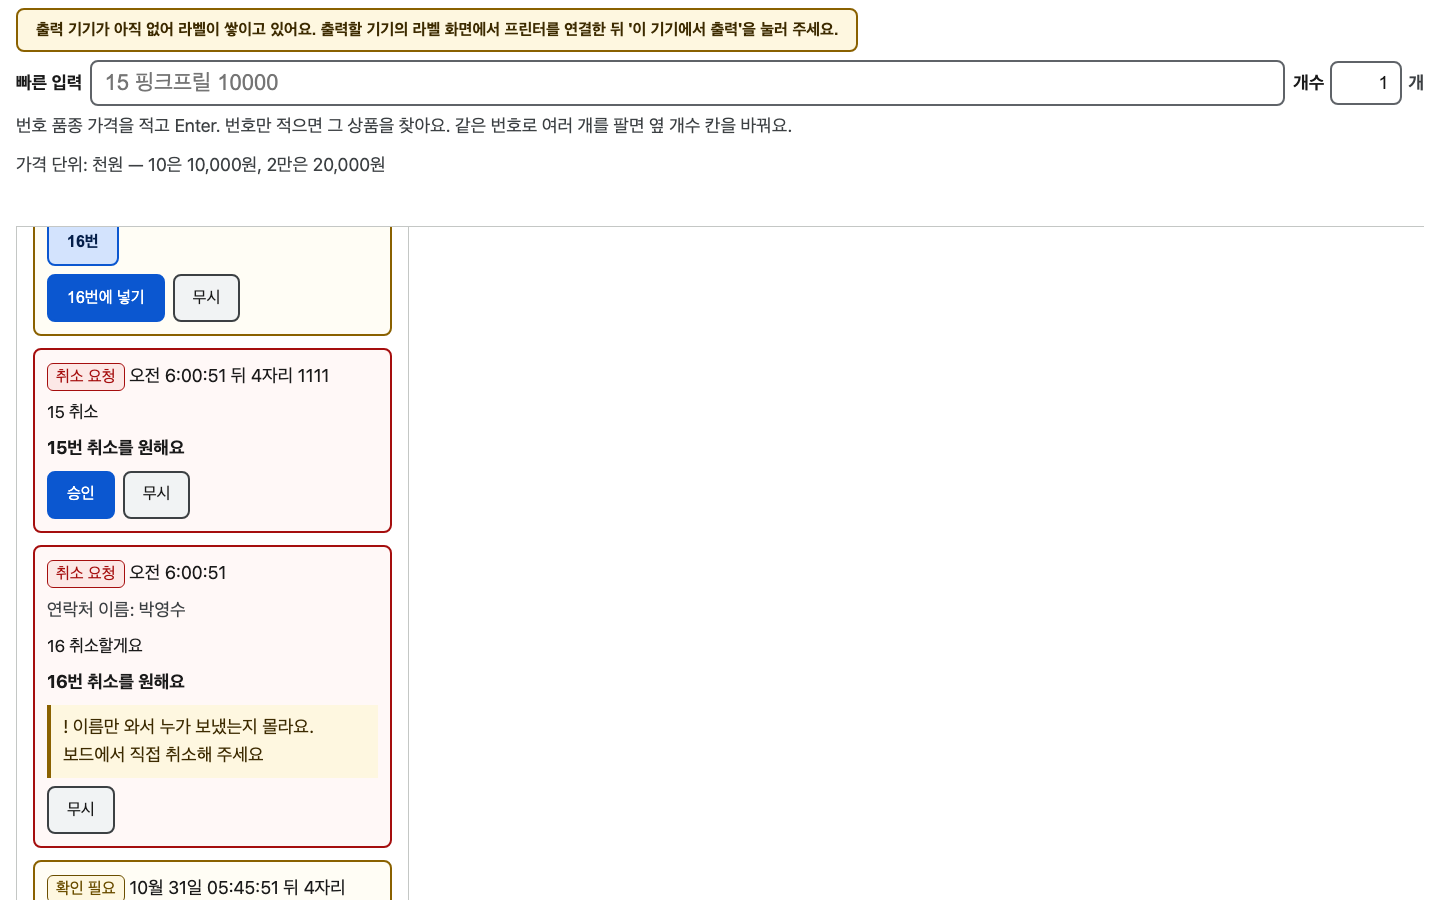 출력 기기가 아직 없어 라벨이 쌓이고 있어요. 출력할 기기의 라벨 화면에서 프린터를 연결한 뒤 '이 기기에서 출력'을 눌러 주세요.
빠른 입력 15 핑크프릴 10000 개수 1 개
번호 품종 가격을 적고 Enter. 번호만 적으면 그 상품을 찾아요. 같은 번호로 여러 개를 팔면 옆 개수 칸을 바꿔요.
가격 단위: 천원 — 10은 10,000원, 2만은 20,000원
16번
16번에 넣기 무시
취소 요청 오전 6:00:51 뒤 4자리 1111
15 취소
15번 취소를 원해요
승인 무시
취소 요청 오전 6:00:51
연락처 이름: 박영수
16 취소할게요
16번 취소를 원해요
! 이름만 와서 누가 보냈는지 몰라요.
보드에서 직접 취소해 주세요
무시
확인 필요 10월 31일 05:45:51 뒤 4자리